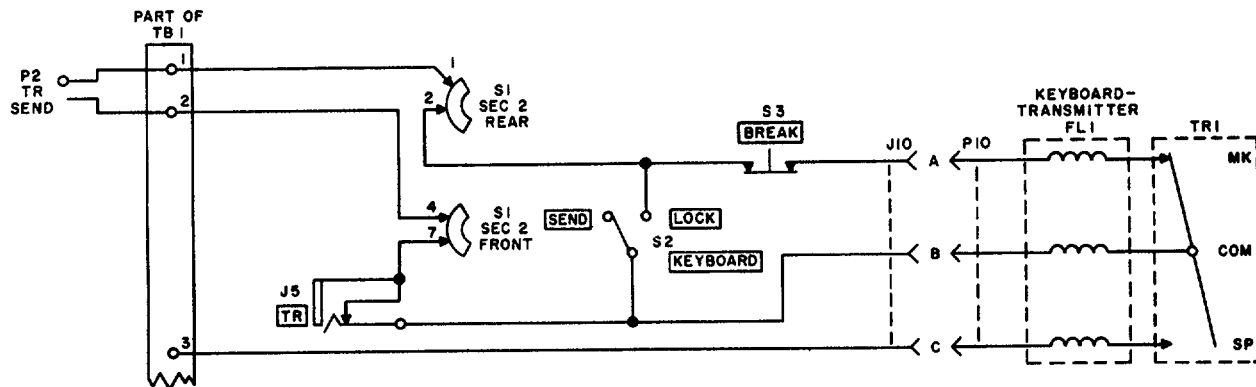 PART OF
TB 1
P2
TR
SEND
1
2
3
1
2
S1
SEC 2
REAR
4
7
S1
SEC 2
FRONT
J5
TR
SEND
LOCK
S2
KEYBOARD
S3
BREAK
J10
A
P10
B
C
KEYBOARD-
TRANSMITTER
FL1
TR1
MK
COM
SP